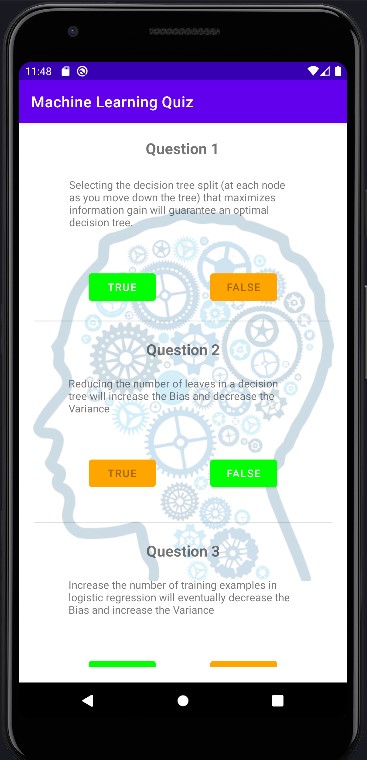 11:48
Machine Learning Quiz
Question 1
Selecting the decision tree split (at each node
as you move down the tree) that maximizes
information gain will guarantee an optimal
decision tree.
TRUE FALSE
Question 2
Reducing the number of leaves in a decision
tree will increase the Bias and decrease the
Variance
TRUE FALSE
Question 3
Increase the number of training examples in
logistic regression will eventually decrease the
Bias and increase the Variance